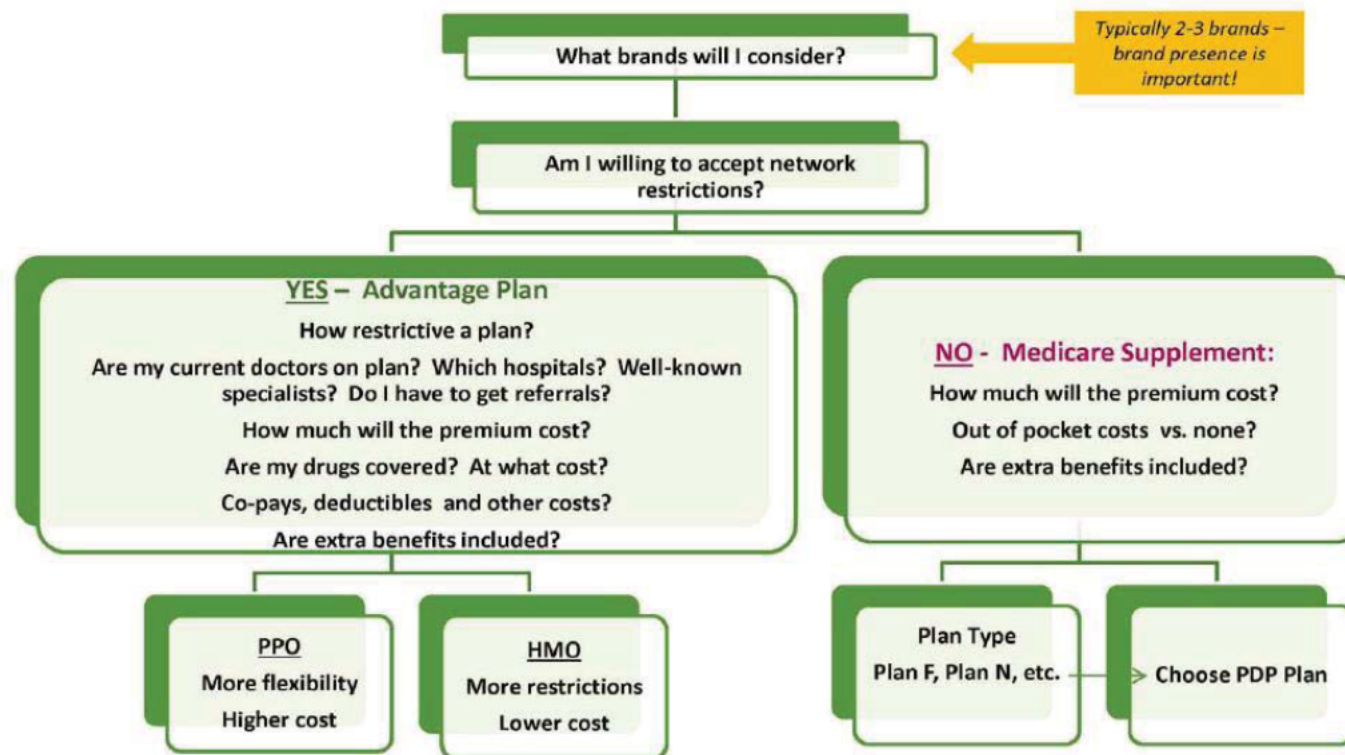 What brands will I consider?
Typically 2-3 brands –
brand presence is
important!
Am I willing to accept network
restrictions?
YES – Advantage Plan
How restrictive a plan?
Are my current doctors on plan? Which hospitals? Well-known
specialists? Do I have to get referrals?
How much will the premium cost?
Are my drugs covered? At what cost?
Co-pays, deductibles and other costs?
Are extra benefits included?
NO - Medicare Supplement:
How much will the premium cost?
Out of pocket costs vs. none?
Are extra benefits included?
PPO
More flexibility
Higher cost
HMO
More restrictions
Lower cost
Plan Type
Plan F, Plan N, etc.
Choose PDP Plan